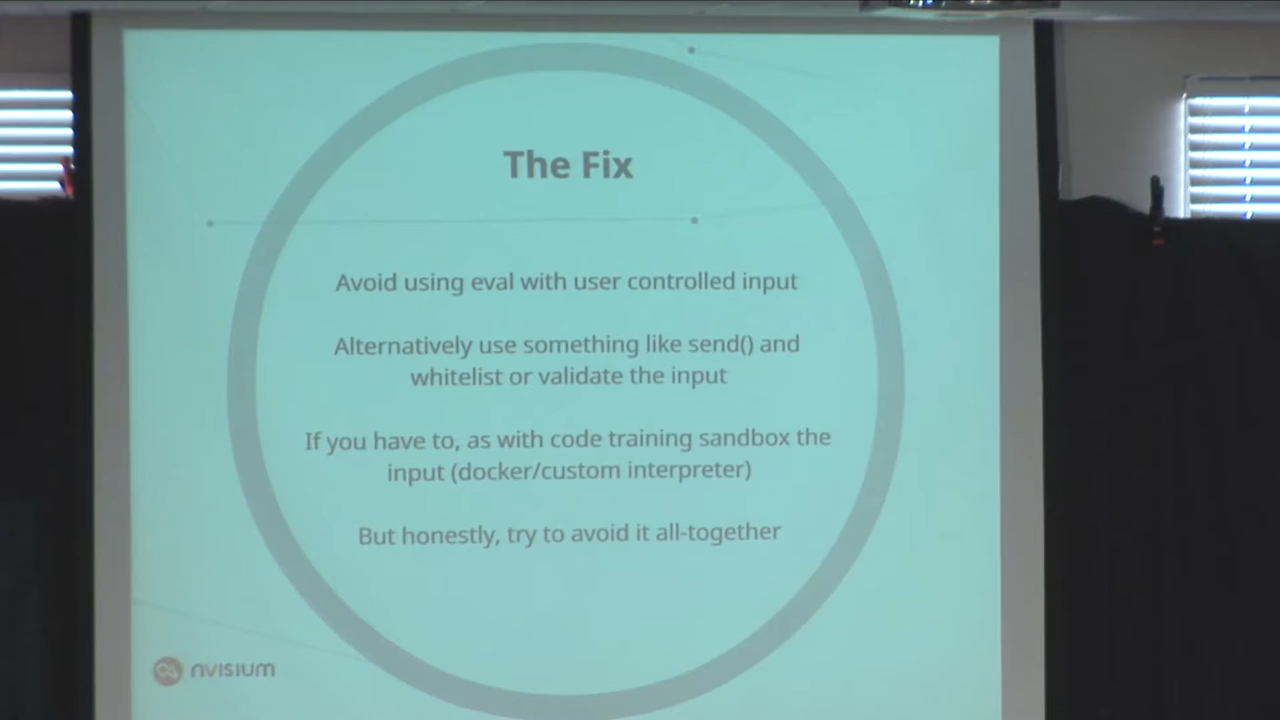 The Fix
Avoid using eval with user controlled input
Alternatively use something like send() and
whitelist or validate the input
If you have to, as with code training sandbox the
input (docker/custom interpreter)
But honestly, try to avoid it all-together
nvisium